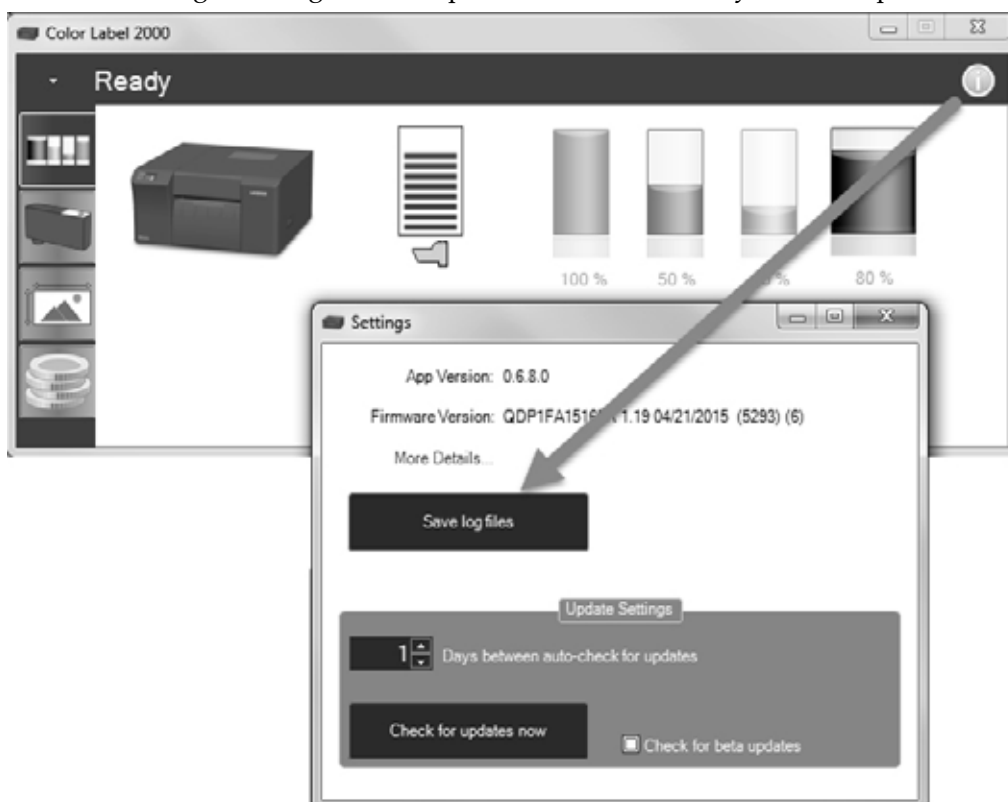 Color Label 2000
Ready
100 %
50 %
%
80 %
Settings
App Version: 0.6.8.0
Firmware Version: 1.19 04/21/2015 (5293) (6)
More Details...
Save log files
Update Settings
1 Days between auto-check for updates
Check for updates now
Check for beta updates